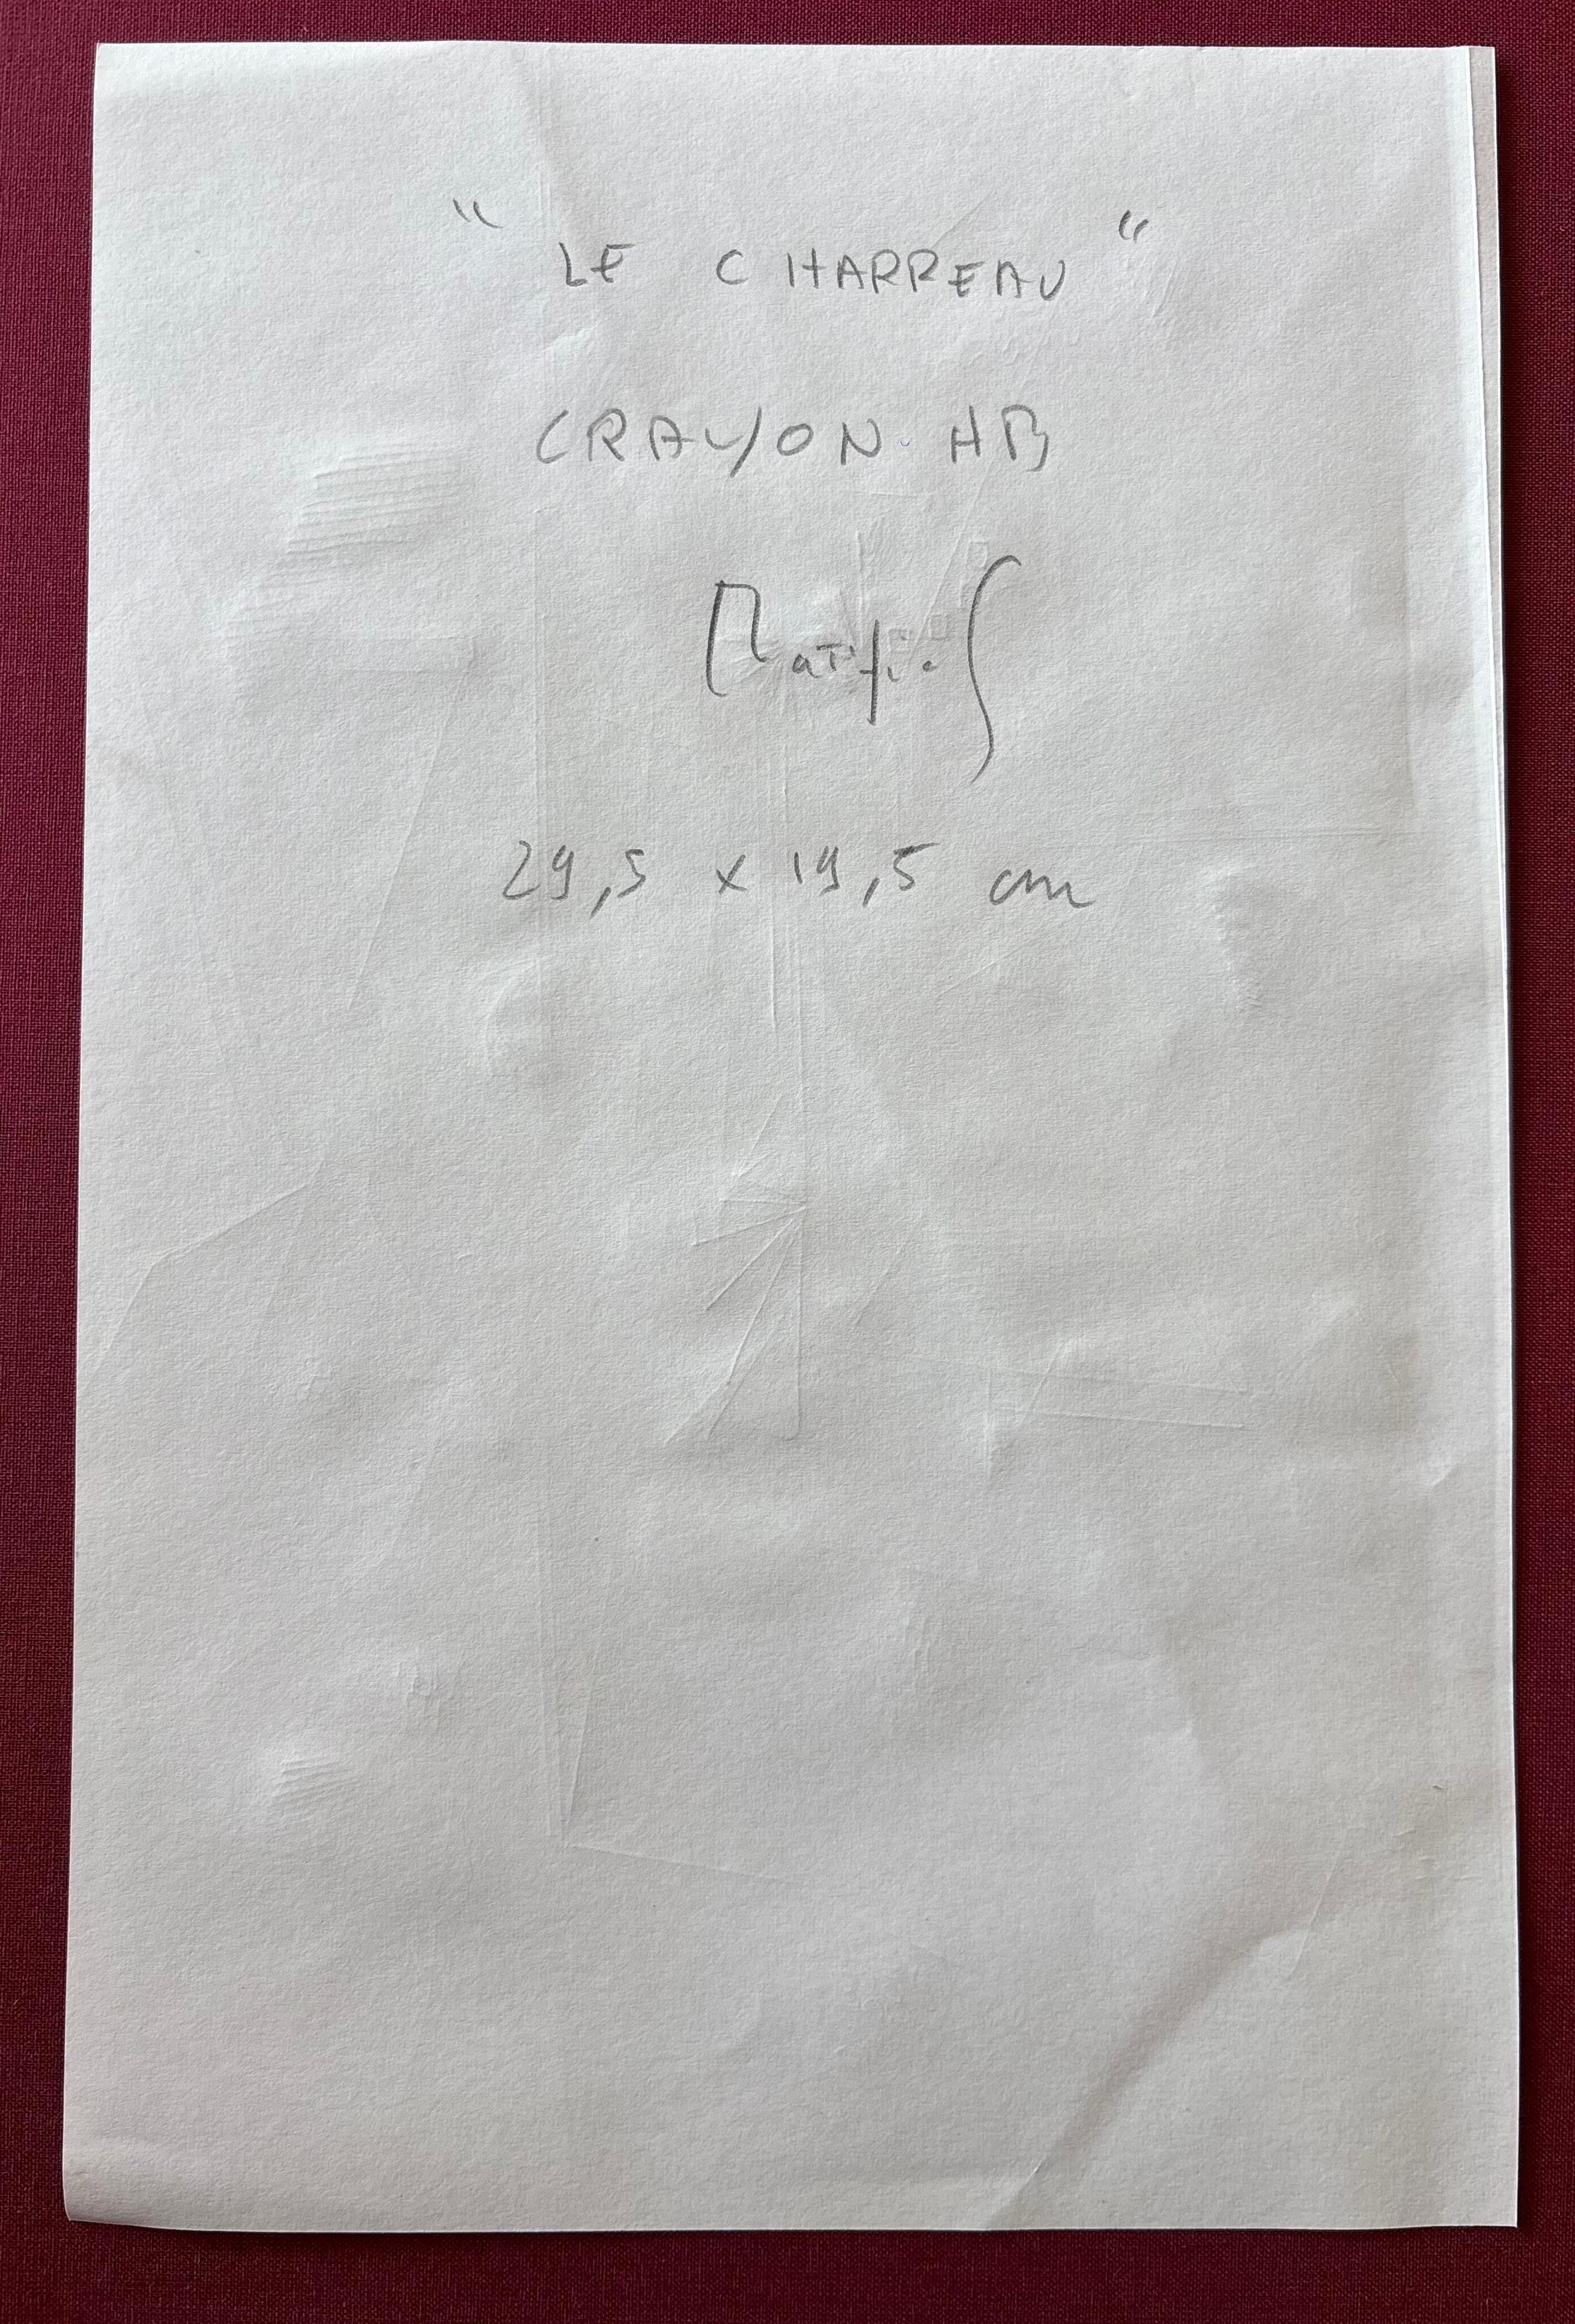 " LE CHARREAU "
CRAYON HB
29,5 x 19,5 cm